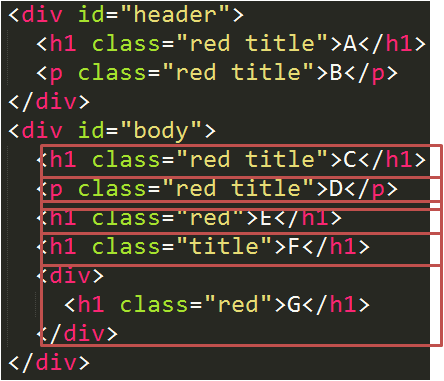 <div id="header">
<h1 class="red title">A</h1>
<p class="red title">B</p>
</div>
<div id="body">
<h1 class="red title">C</h1>
<p class="red title">D</p>
<h1 class="red">E</h1>
<h1 class="title">F</h1>
<div>
<h1 class="red">G</h1>
</div>
</div>